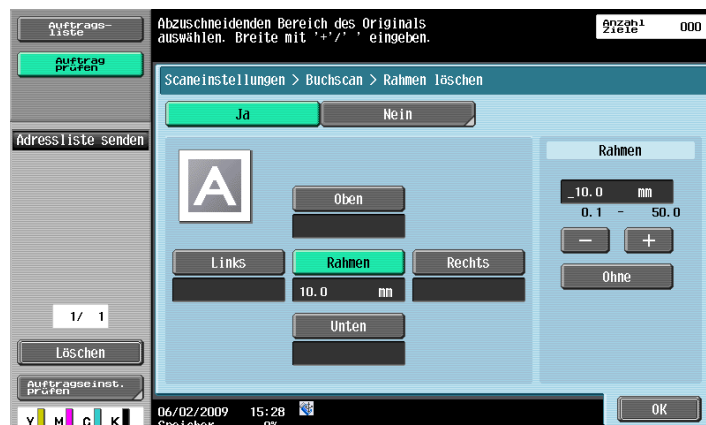 Auftrags-
liste
Abzuschneidenden Bereich des Originals
auswählen. Breite mit '+'/' ' eingeben.
Anzahl
Ziele 000
Auftrag
prüfen
Scaneinstellungen > Buchscan > Rahmen löschen
Ja Nein
Adressliste senden
Rahmen
A
Oben
_10.0 mm
0.1 - 50.0
- +
Links Rahmen Rechts
Ohne
10.0 mm
1/ 1
Unten
Löschen
Auftragseinst.
prüfen
Y M C K
06/02/2009 15:28
Speicher 0%
OK